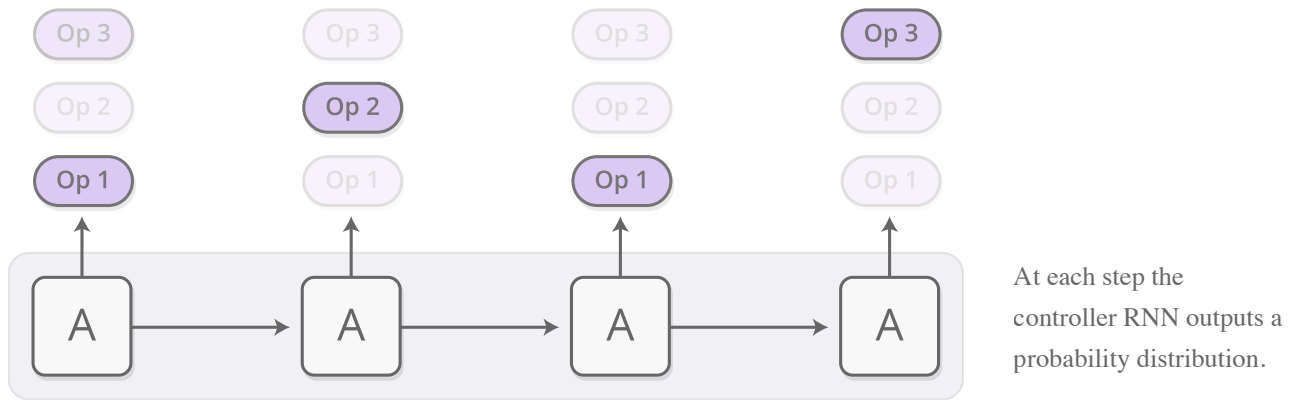 Op 3 Op 3 Op 3 Op 3
Op 2 Op 2 Op 2 Op 2
Op 1 Op 1 Op 1 Op 1
A A A A
At each step the
controller RNN outputs a
probability distribution.